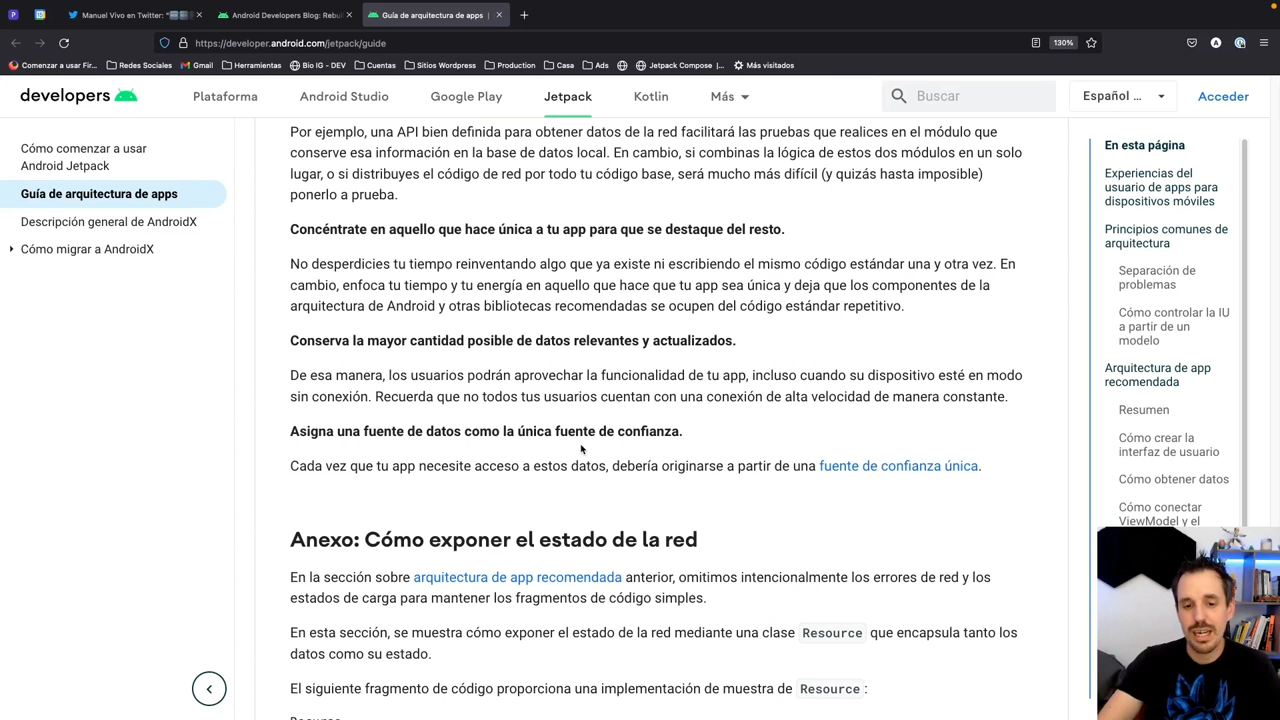 Manuel Vivo en Twitter: "
Android Developers Blog: Rebui
Guía de arquitectura de apps |
https://developer.android.com/jetpack/guide
130%
Comenzar a usar Fir…
Redes Sociales
Gmail
Herramientas
Bio IG - DEV
Cuentas
Sitios Wordpress
Production
Casa
Ads
Jetpack Compose |…
Más visitados
developers
Plataforma
Android Studio
Google Play
Jetpack
Kotlin
Más
Buscar
Español …
Acceder
Cómo comenzar a usar
Android Jetpack
Guía de arquitectura de apps
Descripción general de AndroidX
Cómo migrar a AndroidX
Por ejemplo, una API bien definida para obtener datos de la red facilitará las pruebas que realices en el módulo que
conserve esa información en la base de datos local. En cambio, si combinas la lógica de estos dos módulos en un solo
lugar, o si distribuyes el código de red por todo tu código base, será mucho más difícil (y quizás hasta imposible)
ponerlo a prueba.
Concéntrate en aquello que hace única a tu app para que se destaque del resto.
No desperdicies tu tiempo reinventando algo que ya existe ni escribiendo el mismo código estándar una y otra vez. En
cambio, enfoca tu tiempo y tu energía en aquello que hace que tu app sea única y deja que los componentes de la
arquitectura de Android y otras bibliotecas recomendadas se ocupen del código estándar repetitivo.
Conserva la mayor cantidad posible de datos relevantes y actualizados.
De esa manera, los usuarios podrán aprovechar la funcionalidad de tu app, incluso cuando su dispositivo esté en modo
sin conexión. Recuerda que no todos tus usuarios cuentan con una conexión de alta velocidad de manera constante.
Asigna una fuente de datos como la única fuente de confianza.
Cada vez que tu app necesite acceso a estos datos, debería originarse a partir de una fuente de confianza única.
Anexo: Cómo exponer el estado de la red
En la sección sobre arquitectura de app recomendada anterior, omitimos intencionalmente los errores de red y los
estados de carga para mantener los fragmentos de código simples.
En esta sección, se muestra cómo exponer el estado de la red mediante una clase Resource que encapsula tanto los
datos como su estado.
El siguiente fragmento de código proporciona una implementación de muestra de Resource:
En esta página
Experiencias del
usuario de apps para
dispositivos móviles
Principios comunes de
arquitectura
Separación de
problemas
Cómo controlar la IU
a partir de un
modelo
Arquitectura de app
recomendada
Resumen
Cómo crear la
interfaz de usuario
Cómo obtener datos
Cómo conectar
ViewModel y el